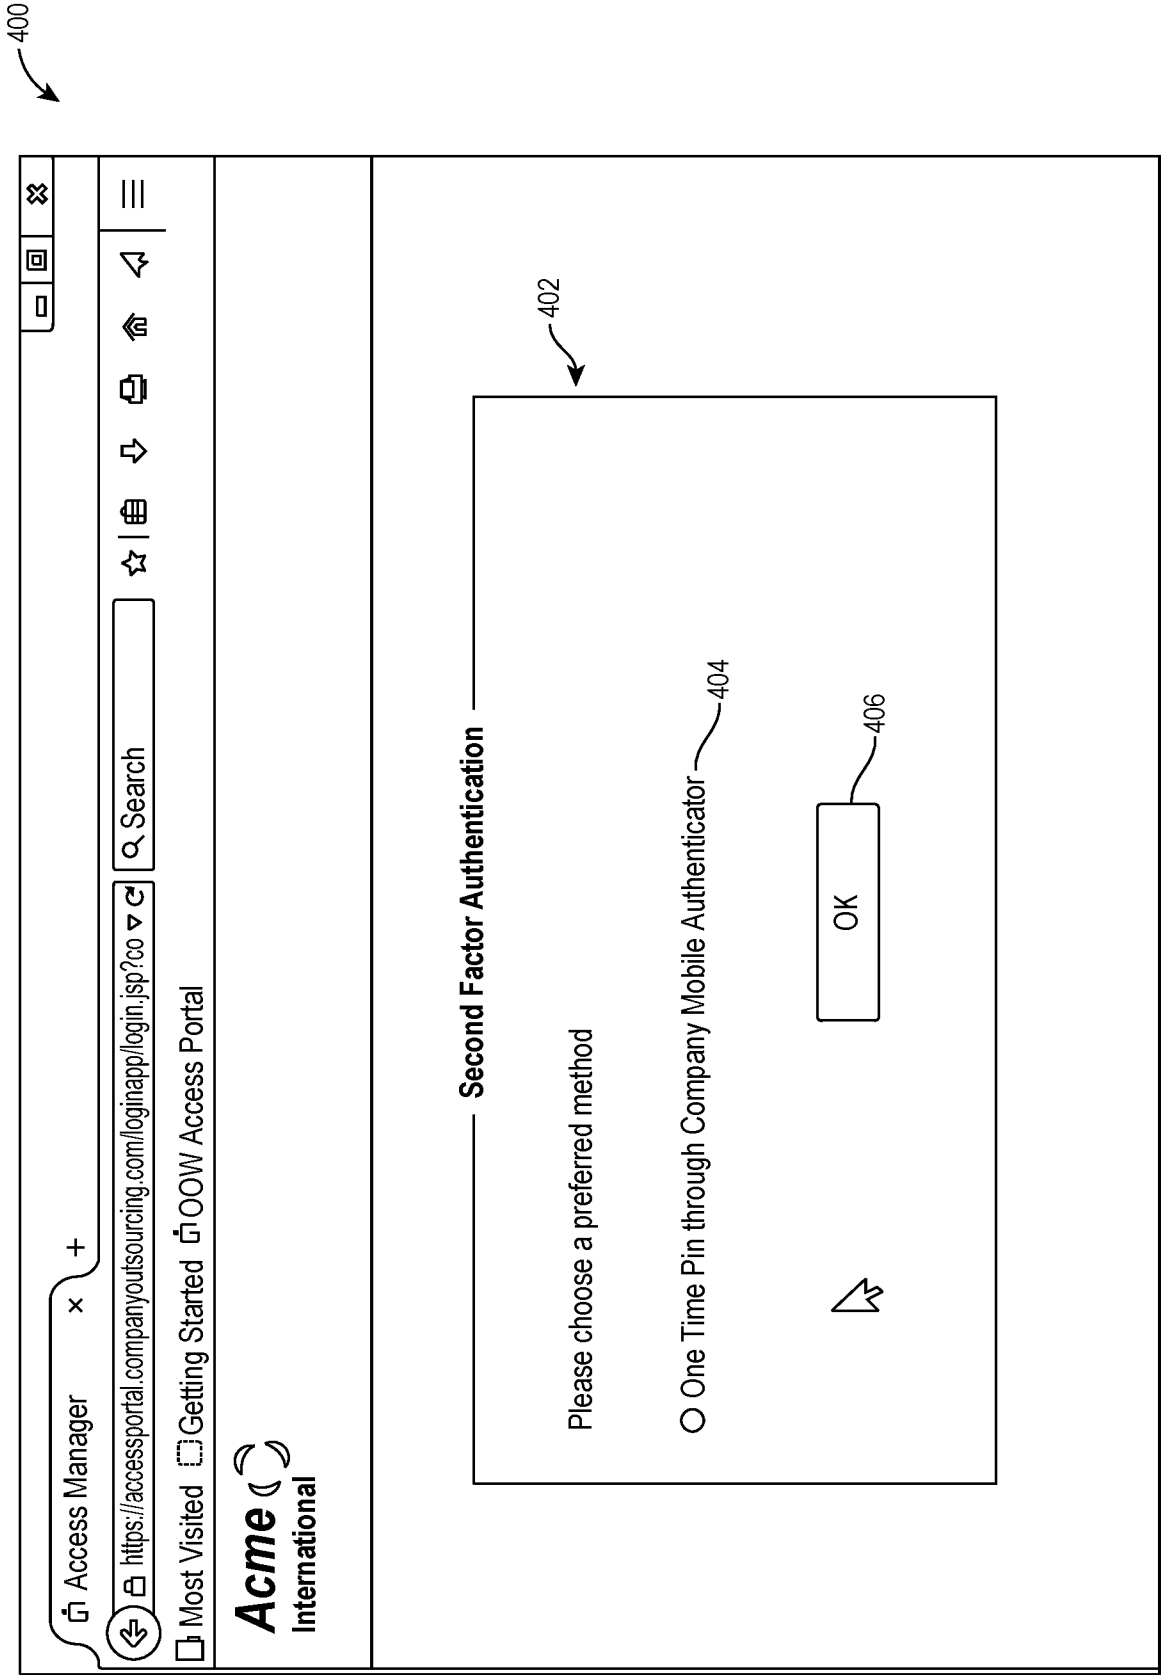 400
Access Manager × +
https://accessportal.companyoutsourcing.com/loginapp/login.jsp?co
Search
Most Visited Getting Started OOW Access Portal
Acme
International
402
Second Factor Authentication
Please choose a preferred method
One Time Pin through Company Mobile Authenticator
404
OK
406